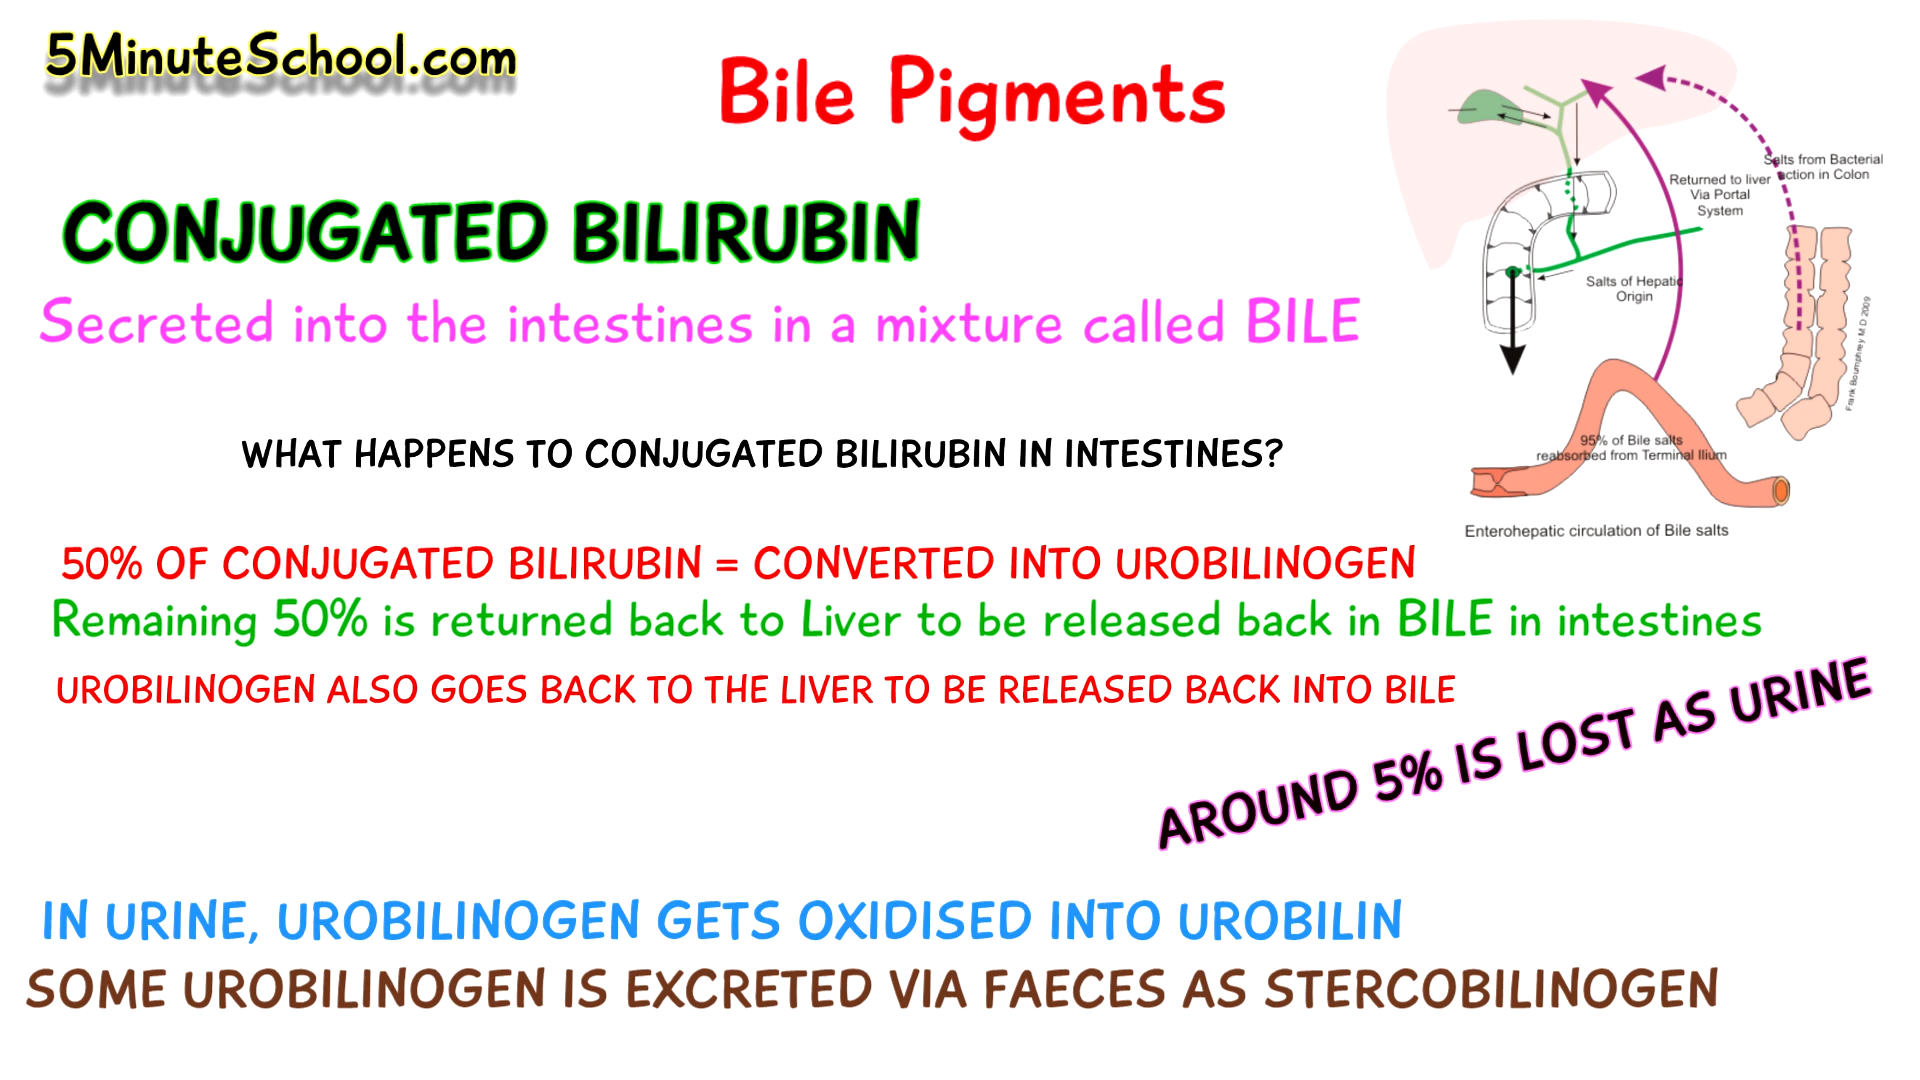 5MinuteSchool.com
Bile Pigments
CONJUGATED BILIRUBIN
Secreted into the intestines in a mixture called BILE
WHAT HAPPENS TO CONJUGATED BILIRUBIN IN INTESTINES?
50% OF CONJUGATED BILIRUBIN = CONVERTED INTO UROBILINOGEN
Remaining 50% is returned back to Liver to be released back in BILE in intestines
UROBILINOGEN ALSO GOES BACK TO THE LIVER TO BE RELEASED BACK INTO BILE
AROUND 5% IS LOST AS URINE
IN URINE, UROBILINOGEN GETS OXIDISED INTO UROBILIN
SOME UROBILINOGEN IS EXCRETED VIA FAECES AS STERCOBILINOGEN
Salts from Bacterial
action in Colon
Returned to liver
Via Portal
System
Salts of Hepatic
Origin
95% of Bile salts
reabsorbed from Terminal Ilium
Enterohepatic circulation of Bile salts
Frank Boumphrey M.D 2009